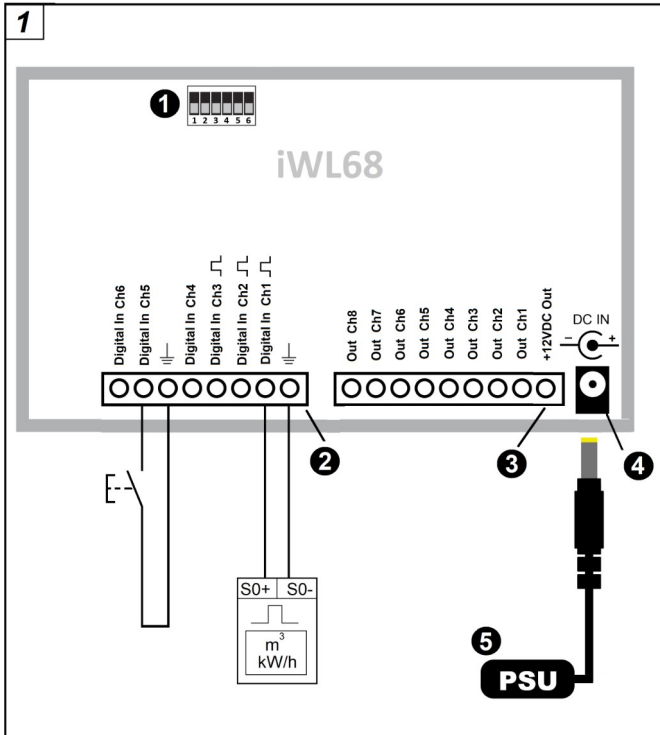 1
1
1 2 3 4 5 6
iWL68
Digital In Ch6
Digital In Ch5
Digital In Ch4
Digital In Ch3
Digital In Ch2
Digital In Ch1
Out Ch8
Out Ch7
Out Ch6
Out Ch5
Out Ch4
Out Ch3
Out Ch2
Out Ch1
+12VDC Out
DC IN
- +
2
3
4
S0+ S0-
m³
kW/h
5
PSU